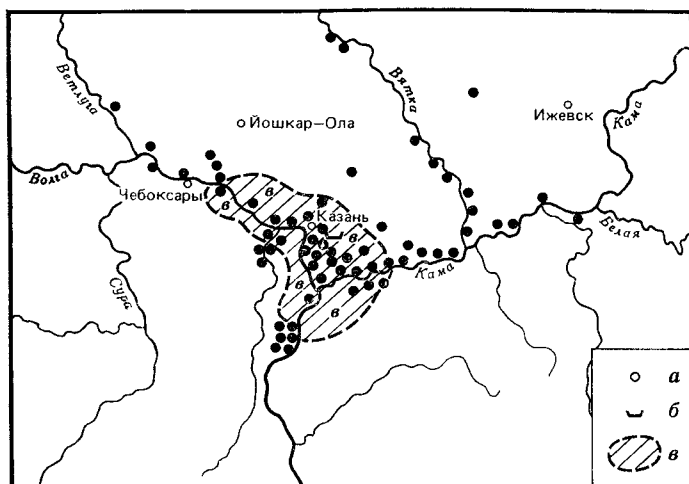 Ветлуга
Вятка
Йошкар-Ола
Ижевск
Кама
Волга
Чебоксары
в
в
Казань
в
Белая
Кама
Сура
в
в
а
б
в